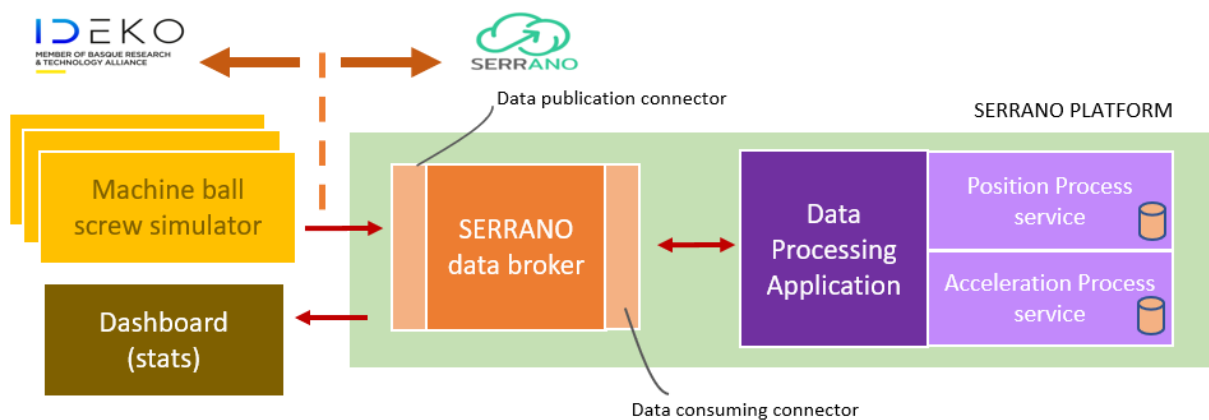 IDEKO
MEMBER OF BASQUE RESEARCH
& TECHNOLOGY ALLIANCE
SERRANO
Data publication connector
SERRANO PLATFORM
Machine ball
screw simulator
SERRANO
data broker
Data
Processing
Application
Position Process
service
Acceleration Process
service
Dashboard
(stats)
Data consuming connector